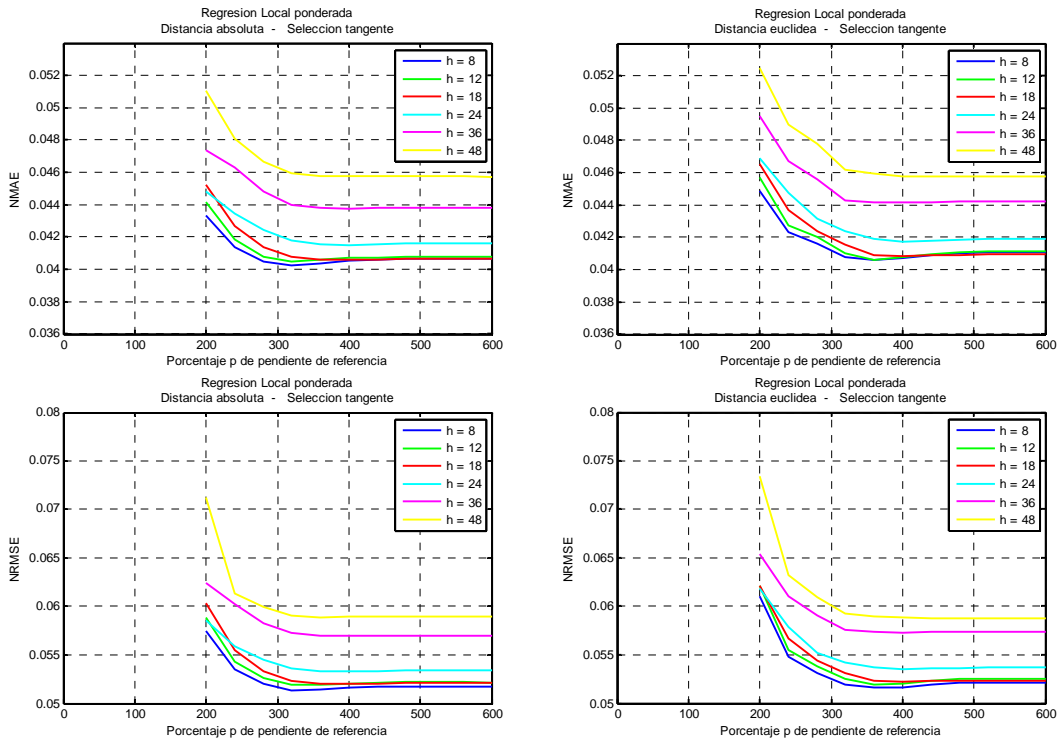 Regresion Local ponderada
Distancia absoluta - Seleccion tangente
0.052
0.05
0.048
0.046
0.044
0.042
0.04
0.038
0.036
NMAE
h = 8
h = 12
h = 18
h = 24
h = 36
h = 48
0 100 200 300 400 500 600
Porcentaje p de pendiente de referencia
Regresion Local ponderada
Distancia euclidea - Seleccion tangente
0.052
0.05
0.048
0.046
0.044
0.042
0.04
0.038
0.036
NMAE
h = 8
h = 12
h = 18
h = 24
h = 36
h = 48
0 100 200 300 400 500 600
Porcentaje p de pendiente de referencia
Regresion Local ponderada
Distancia absoluta - Seleccion tangente
0.08
0.075
0.07
0.065
0.06
0.055
0.05
NRMSE
h = 8
h = 12
h = 18
h = 24
h = 36
h = 48
0 100 200 300 400 500 600
Porcentaje p de pendiente de referencia
Regresion Local ponderada
Distancia euclidea - Seleccion tangente
0.08
0.075
0.07
0.065
0.06
0.055
0.05
NRMSE
h = 8
h = 12
h = 18
h = 24
h = 36
h = 48
0 100 200 300 400 500 600
Porcentaje p de pendiente de referencia